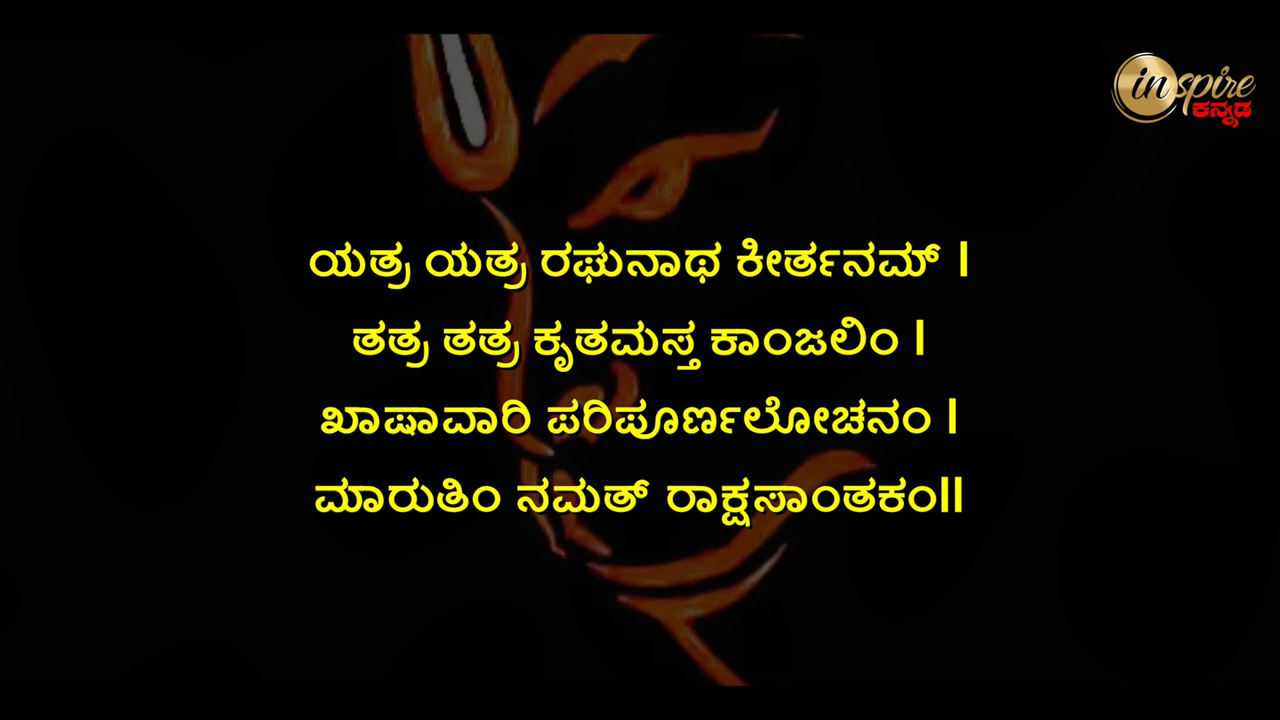 inspire
ಕನ್ನಡ
ಯತ್ರ ಯತ್ರ ರಘುನಾಥ ಕೀರ್ತನಮ್ ।
ತತ್ರ ತತ್ರ ಕೃತಮಸ್ತ ಕಾಂಜಲಿಂ ।
ಖಾಷಾವಾರಿ ಪರಿಪೂರ್ಣಲೋಚನಂ ।
ಮಾರುತಿಂ ನಮತ್ ರಾಕ್ಷಸಾಂತಕಂ॥